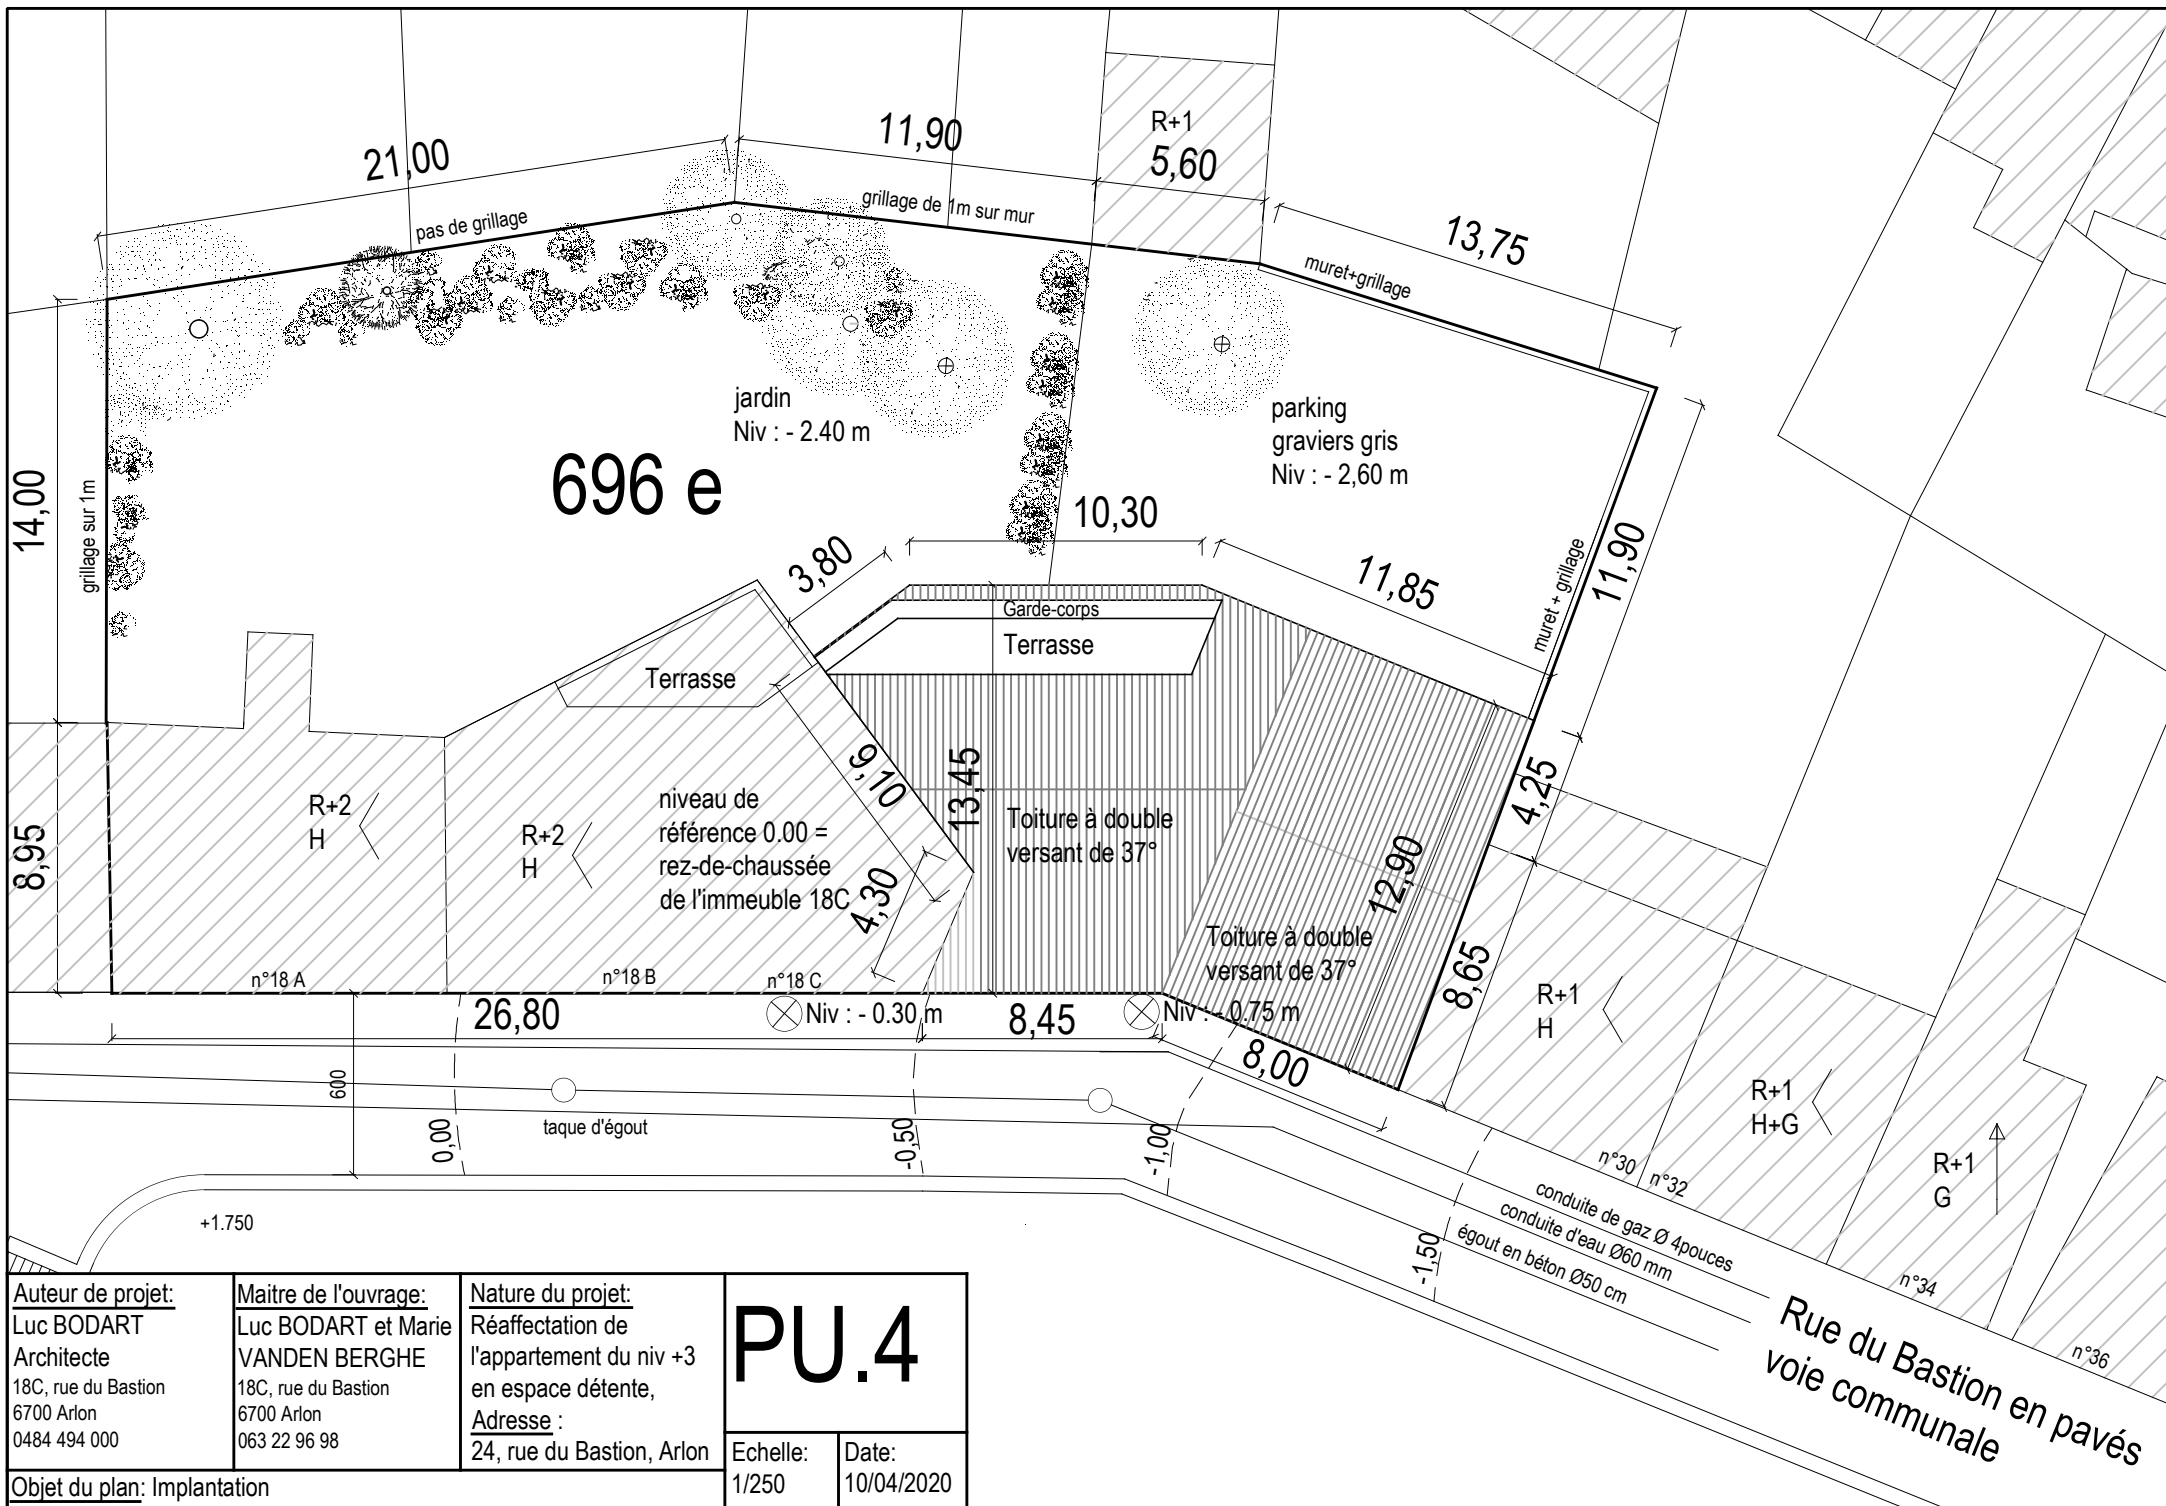 R+1
11,90
21,00
5,60
grillage de 1m sur mur
pas de grillage
13,75
muret+grillage
jardin
Niv : - 2.40 m
parking
graviers gris
Niv : - 2,60 m
696 e
14,00
grillage sur 1m
10,30
3,80
11,85
11,90
muret + grillage
Garde-corps
Terrasse
Terrasse
9,10
13,45
4,25
R+2
H
R+2
H
niveau de
référence 0.00 =
rez-de-chaussée
de l'immeuble 18C
8,95
4,30
Toiture à double
versant de 37°
12,90
Toiture à double
versant de 37°
8,65
R+1
H
n°18 A
n°18 B
n°18 C
26,80
Niv : - 0.30 m
8,45
Niv : - 0.75 m
8,00
600
taque d'égout
0,00
-0,50
-1,00
-1,50
R+1
H+G
R+1
G
n°30
n°32
n°34
n°36
conduite de gaz Ø 4pouces
conduite d'eau Ø60 mm
égout en béton Ø50 cm
Rue du Bastion en pavés
voie communale
+1.750
Auteur de projet:
Luc BODART
Architecte
18C, rue du Bastion
6700 Arlon
0484 494 000
Maitre de l'ouvrage:
Luc BODART et Marie
VANDEN BERGHE
18C, rue du Bastion
6700 Arlon
063 22 96 98
Nature du projet:
Réaffectation de
l'appartement du niv +3
en espace détente,
Adresse :
24, rue du Bastion, Arlon
PU.4
Echelle:
1/250
Date:
10/04/2020
Objet du plan: Implantation